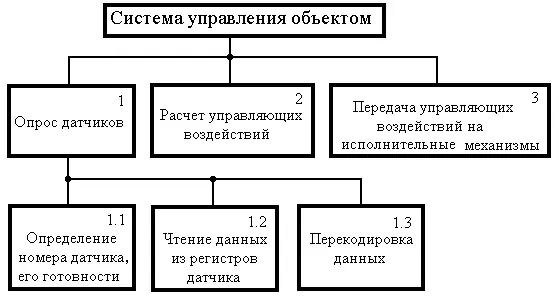 Система управления объектом
1
Опрос датчиков
2
Расчет управляющих
воздействий
3
Передача управляющих
воздействий на
исполнительные механизмы
1.1
Определение
номера датчика,
его готовности
1.2
Чтение данных
из регистров
датчика
1.3
Перекодировка
данных